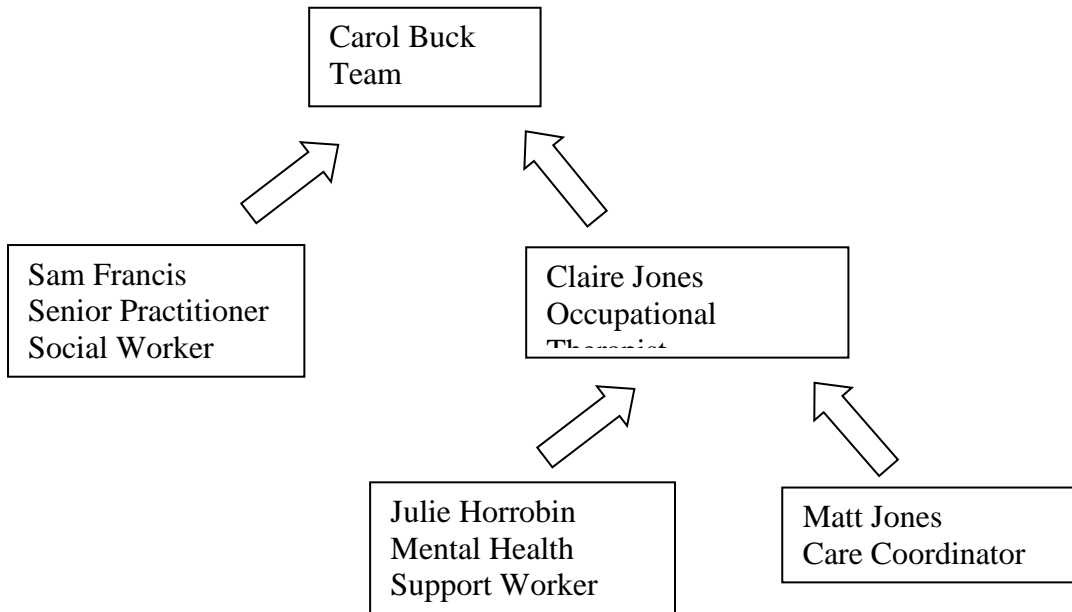 Carol Buck
Team
Sam Francis
Senior Practitioner
Social Worker
Claire Jones
Occupational
Therapist
Julie Horrobin
Mental Health
Support Worker
Matt Jones
Care Coordinator